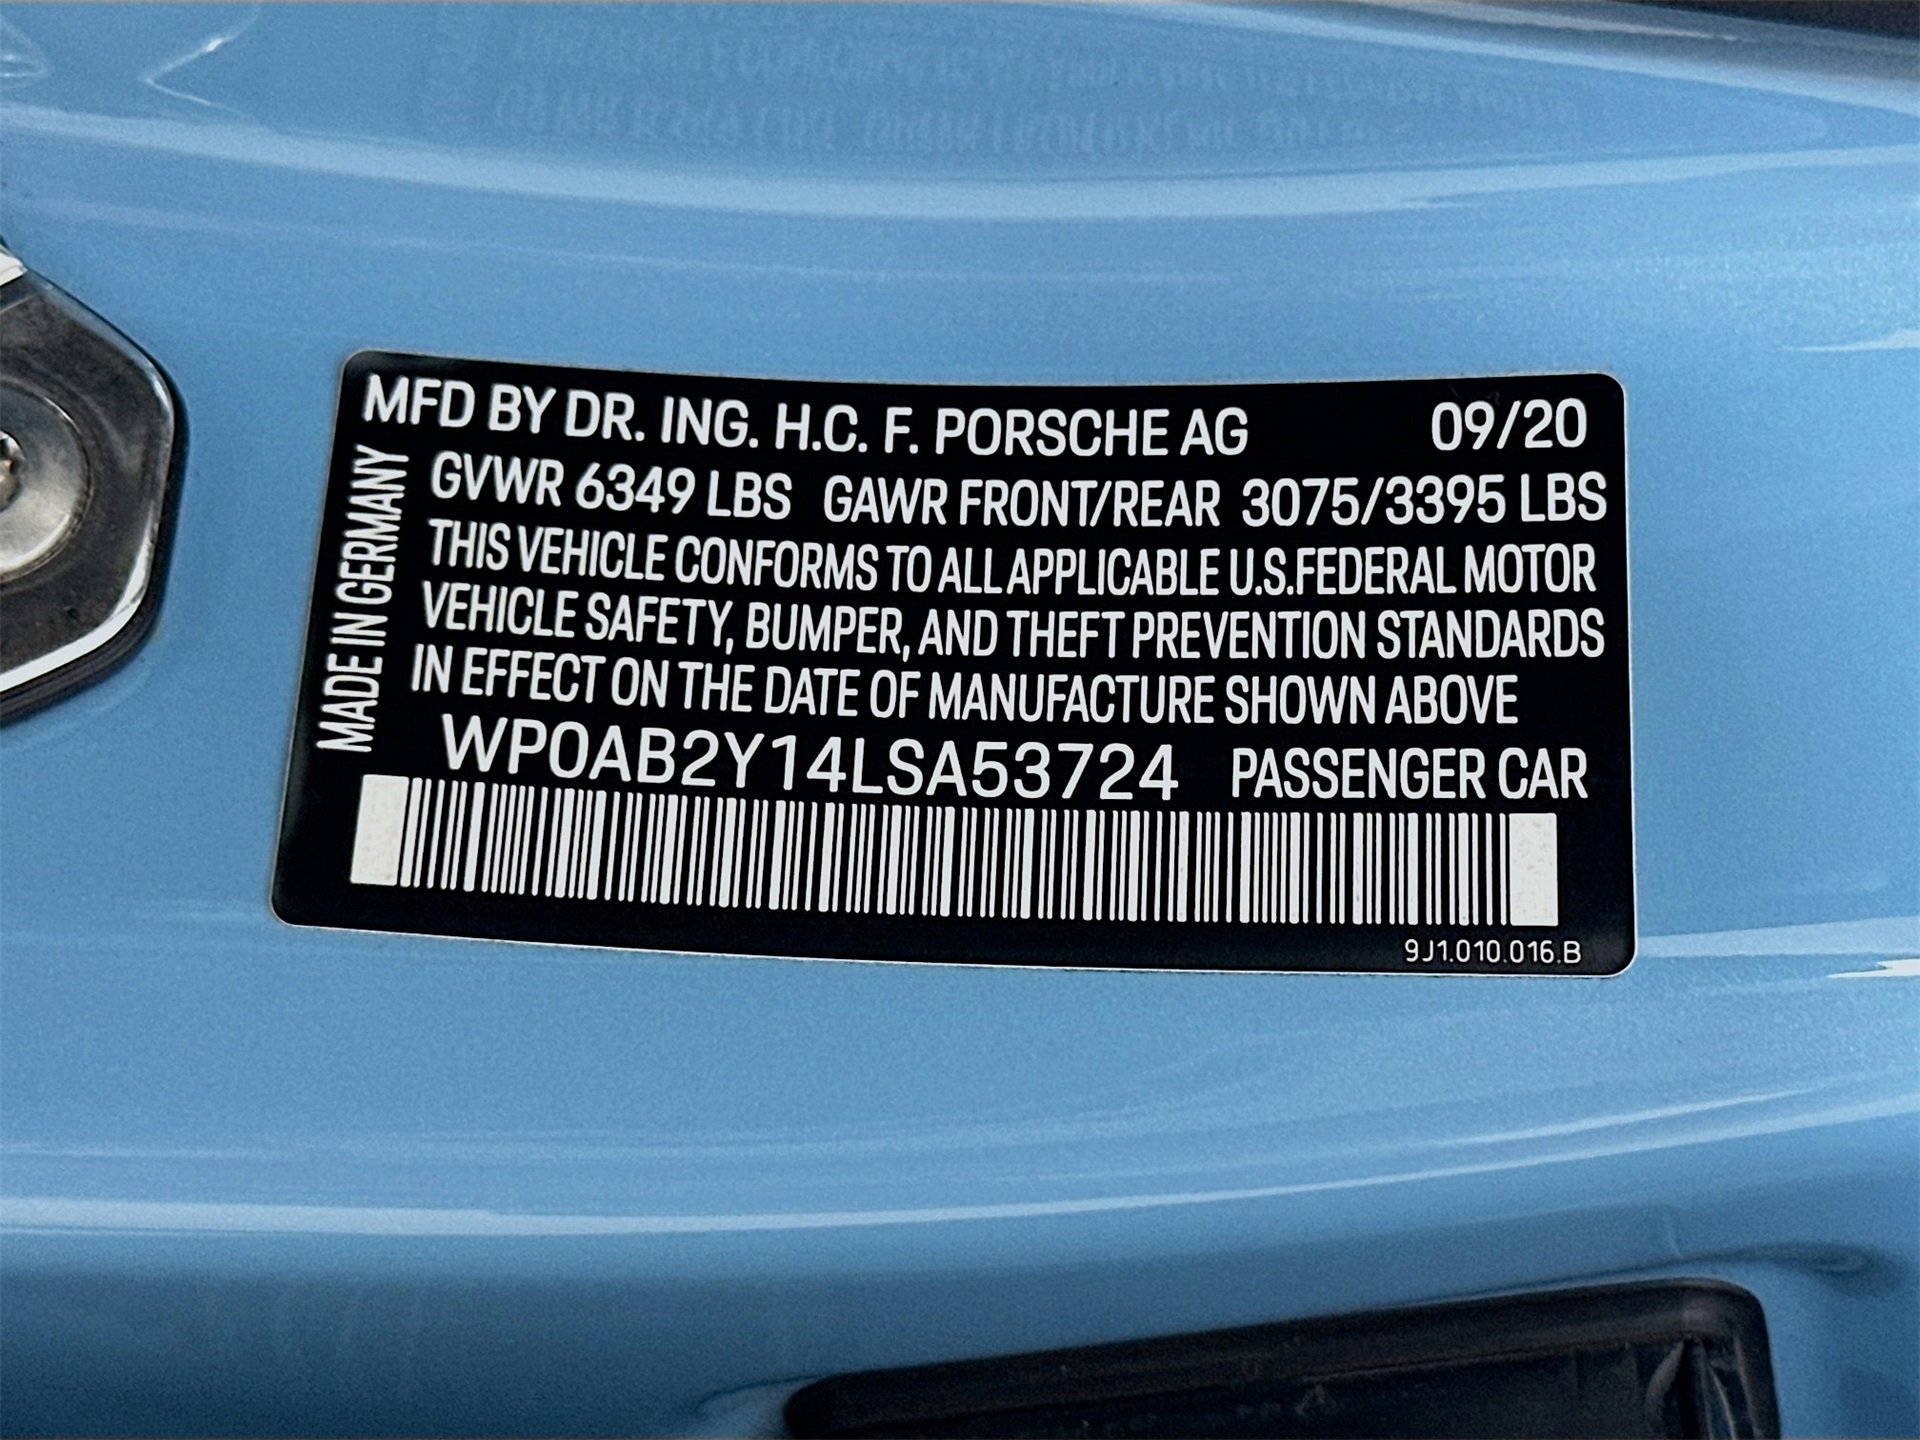 MFD BY DR. ING. H.C. F. PORSCHE AG 09/20
GVWR 6349 LBS GAWR FRONT/REAR 3075/3395 LBS
THIS VEHICLE CONFORMS TO ALL APPLICABLE U.S.FEDERAL MOTOR
VEHICLE SAFETY, BUMPER, AND THEFT PREVENTION STANDARDS
IN EFFECT ON THE DATE OF MANUFACTURE SHOWN ABOVE
MADE IN GERMANY
WP0AB2Y14LSA53724 PASSENGER CAR
9J1.010.016.B